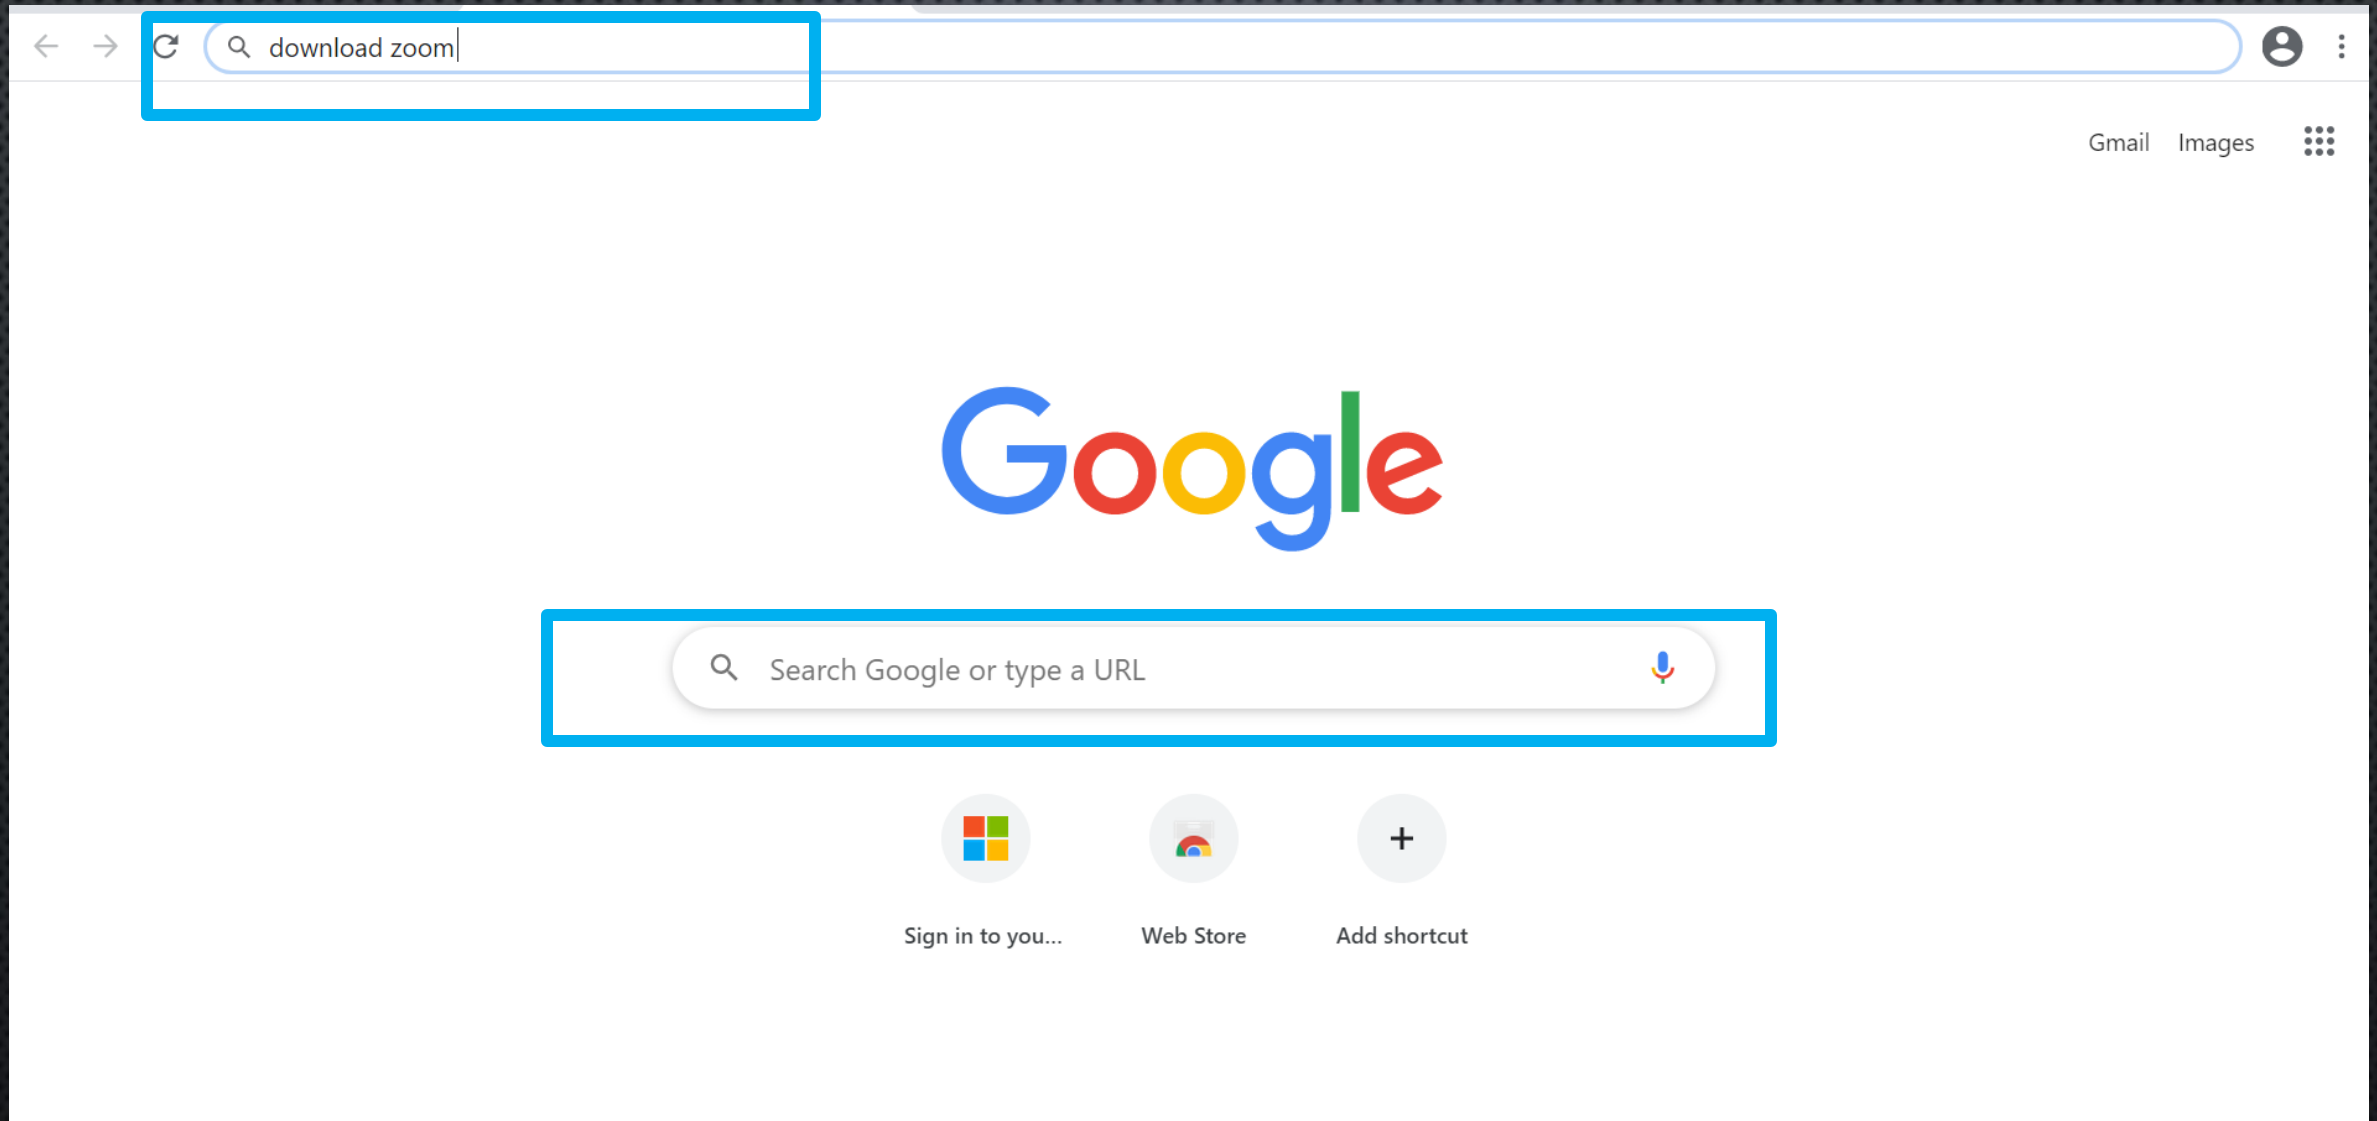 download zoom
Gmail Images
Google
Search Google or type a URL
Sign in to you...
Web Store
Add shortcut